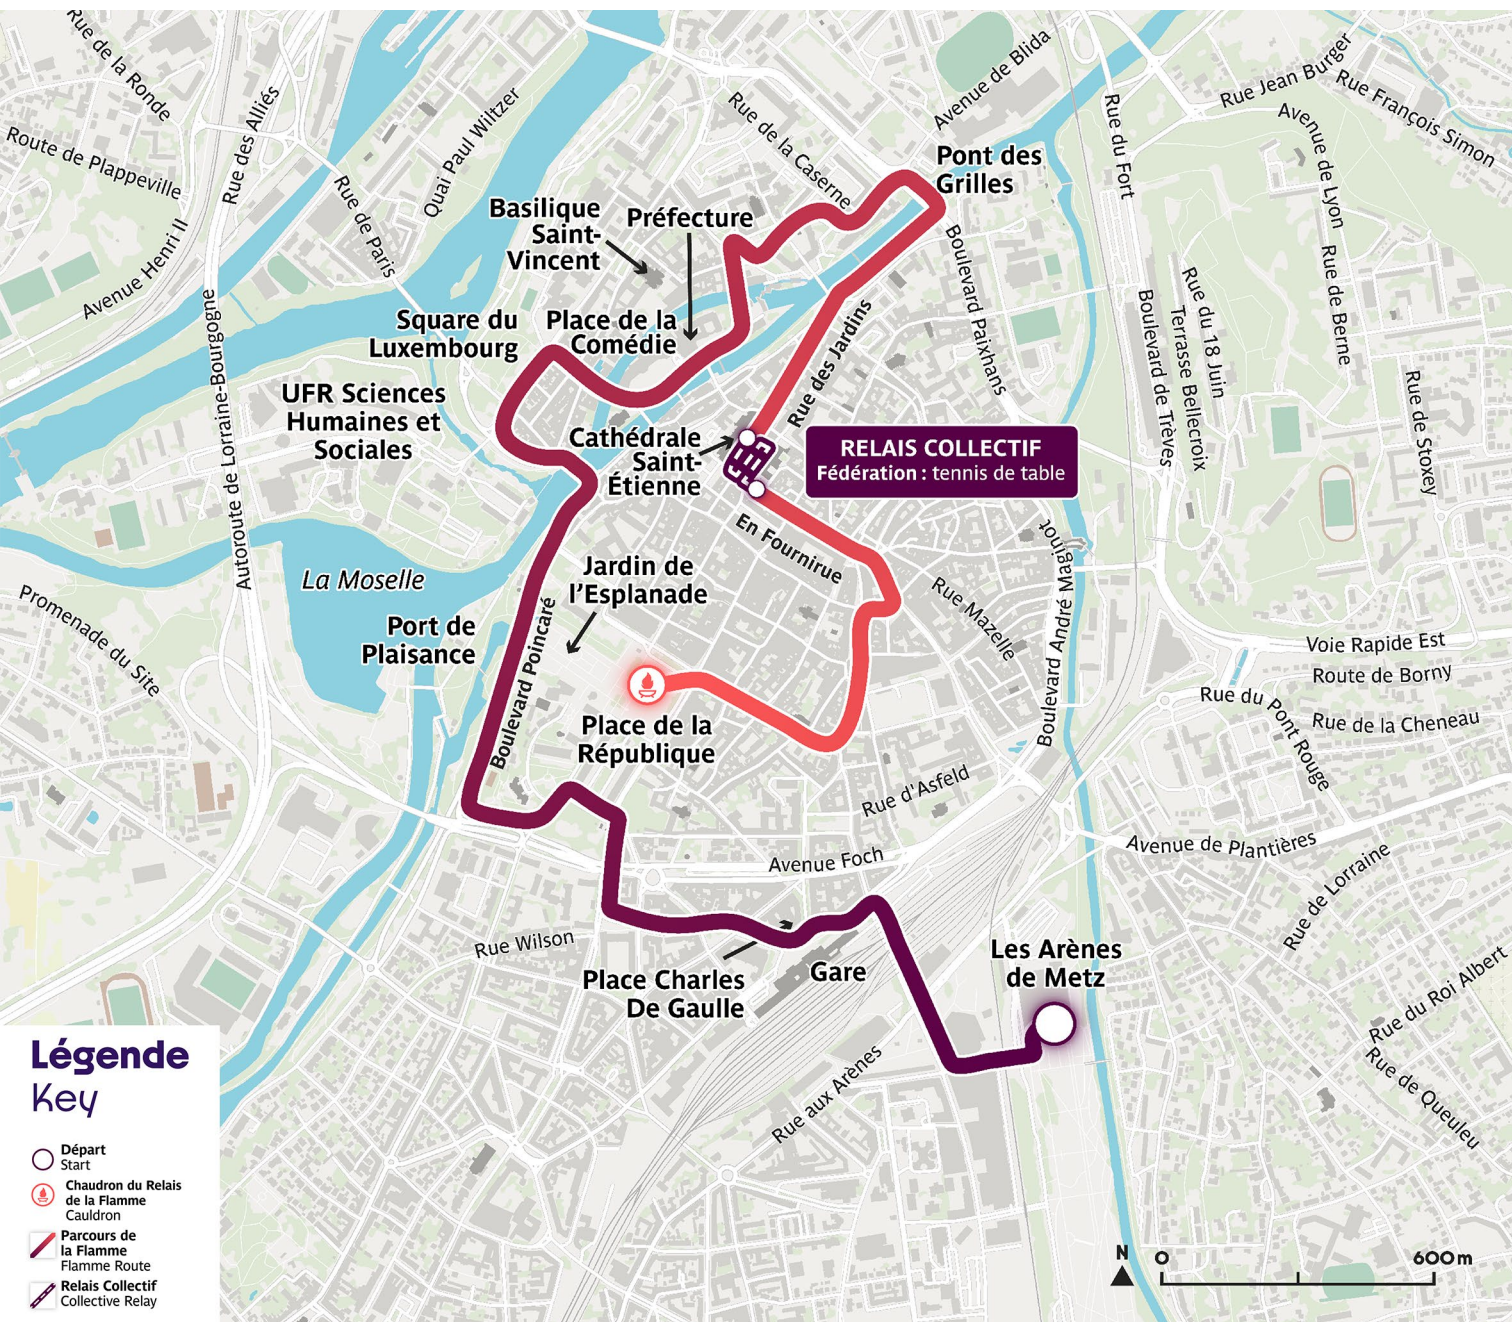 Rue de la Ronde
Route de Plappeville
Rue des Alliés
Quai Paul Wiltzer
Rue de Paris
Avenue Henri II
Autoroute de Lorraine-Bourgogne
Rue de la Caserne
Avenue de Blida
Rue du Fort
Rue Jean Burger
Rue François Simon
Avenue de Lyon
Rue de Berne
Pont des
Grilles
Basilique
Saint-
Vincent
Préfecture
Boulevard Paixhans
Rue du 18 Juin
Terrasse Bellecroix
Boulevard de Trèves
Rue de Stoxey
Square du
Luxembourg
Place de la
Comédie
Rue des Jardins
UFR Sciences
Humaines et
Sociales
Cathédrale
Saint-
Étienne
RELAIS COLLECTIF
Fédération : tennis de table
En Fournirue
La Moselle
Jardin de
l'Esplanade
Rue Mazelle
Boulevard André Maginot
Promenade du Site
Port de
Plaisance
Boulevard Poincaré
Place de la
République
Voie Rapide Est
Route de Borny
Rue du Pont Rouge
Rue de la Cheneau
Rue d'Asfeld
Avenue Foch
Avenue de Plantières
Rue de Lorraine
Rue Wilson
Place Charles
De Gaulle
Gare
Les Arènes
de Metz
Rue du Roi Albert
Rue de Queuleu
Rue aux Arènes
Légende
Key
Départ
Start
Chaudron du Relais
de la Flamme
Cauldron
Parcours de
la Flamme
Flamme Route
Relais Collectif
Collective Relay
N
0
600m